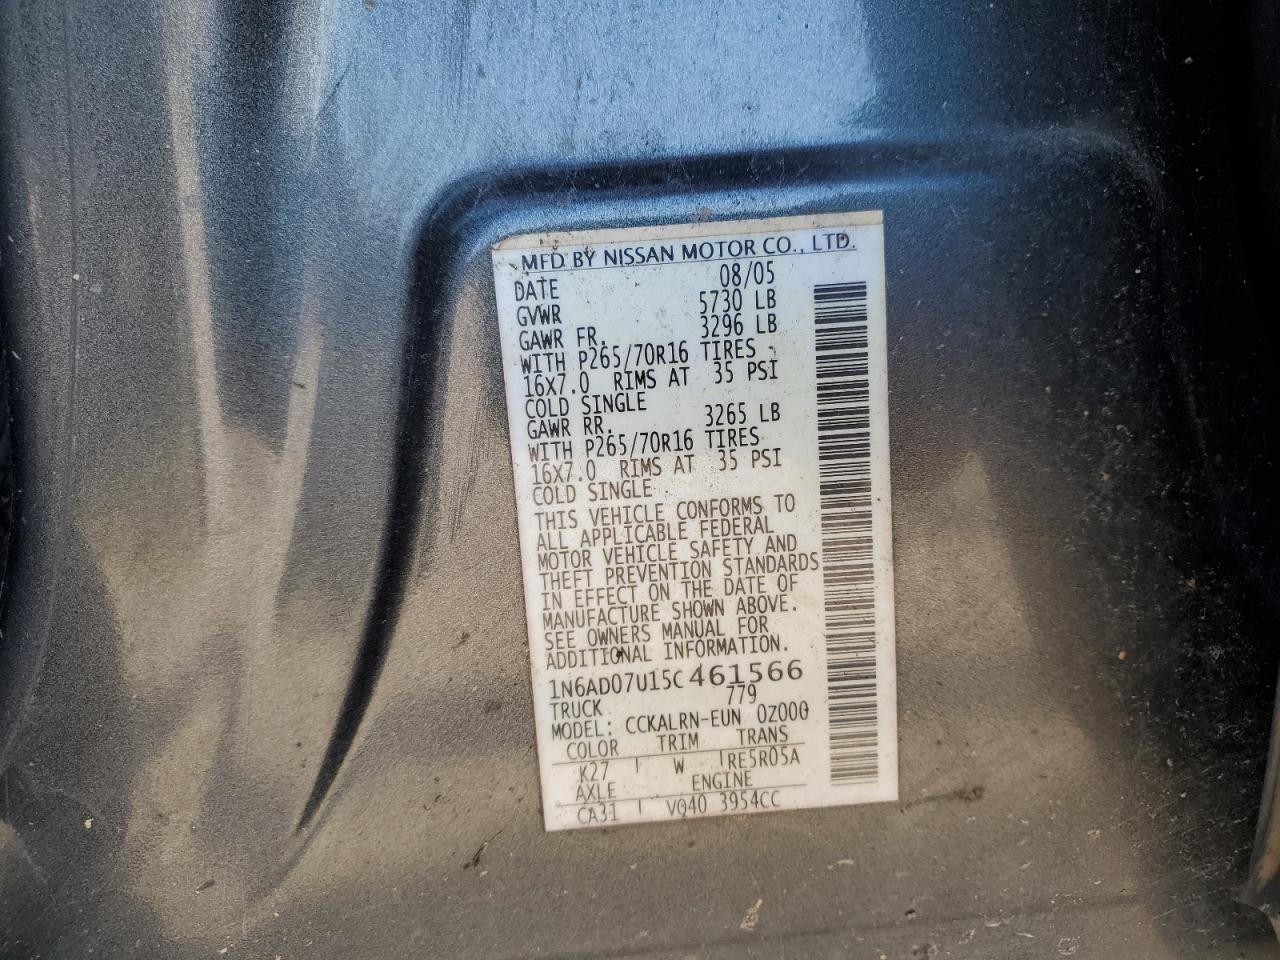 MFD BY NISSAN MOTOR CO., LTD.
DATE 08/05
GVWR 5730 LB
GAWR FR. 3296 LB
WITH P265/70R16 TIRES
16X7.0 RIMS AT 35 PSI
COLD SINGLE
GAWR RR. 3265 LB
WITH P265/70R16 TIRES
16X7.0 RIMS AT 35 PSI
COLD SINGLE
THIS VEHICLE CONFORMS TO
ALL APPLICABLE FEDERAL
MOTOR VEHICLE SAFETY AND
THEFT PREVENTION STANDARDS
IN EFFECT ON THE DATE OF
MANUFACTURE SHOWN ABOVE.
SEE OWNERS MANUAL FOR
ADDITIONAL INFORMATION.
1N6AD07U15C461566
TRUCK 779
MODEL: CCKALRN-EUN 0Z000
COLOR TRIM TRANS
K27 W RE5R05A
AXLE ENGINE
CA31 VQ40 3954CC